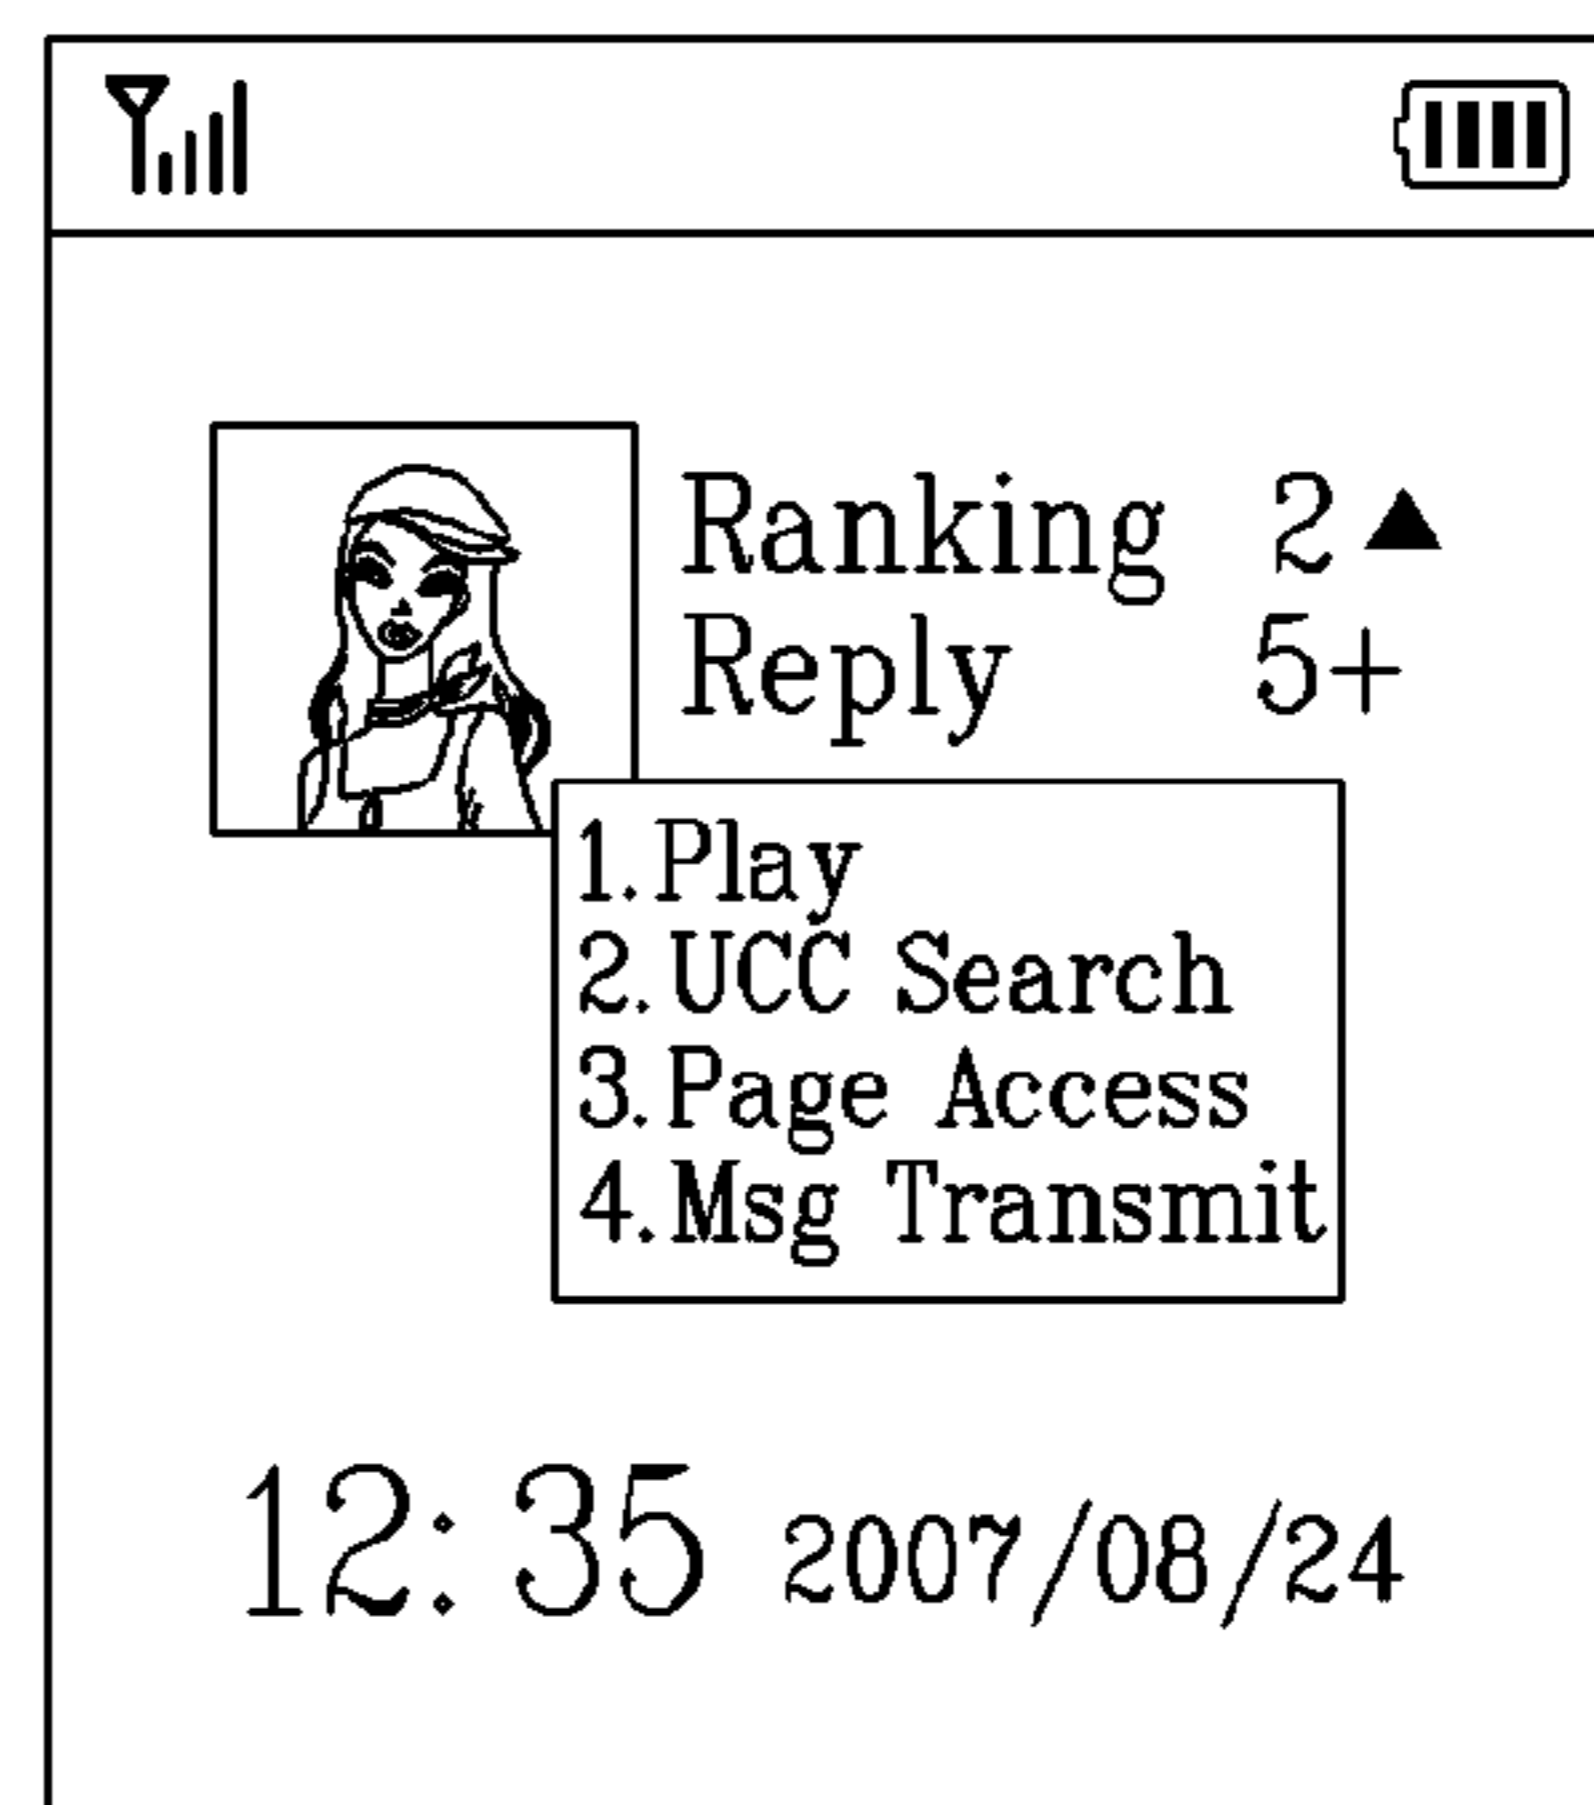 Ranking 2▲
Reply 5+
1.Play
2.UCC Search
3.Page Access
4.Msg Transmit
12:35 2007/08/24